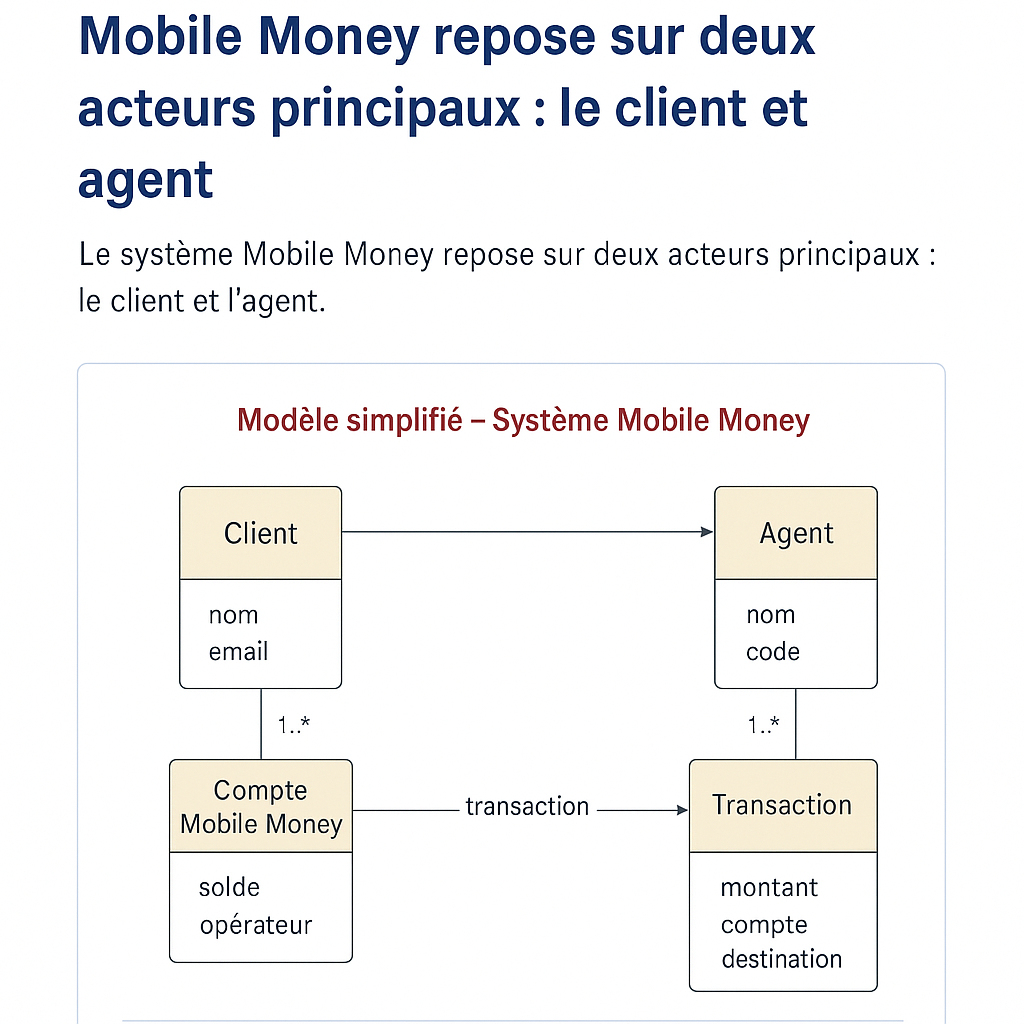 Mobile Money repose sur deux
acteurs principaux : le client et
agent
Le système Mobile Money repose sur deux acteurs principaux :
le client et l’agent.
Modèle simplifié – Système Mobile Money
Client
nom
email
Agent
nom
code
1..*
1..*
Compte
Mobile Money
solde
opérateur
transaction
Transaction
montant
compte
destination